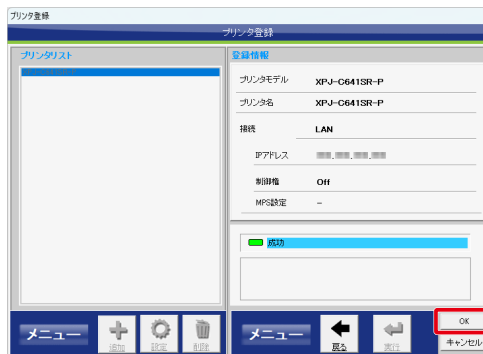 プリンタ登録
プリンタ登録
プリンタリスト
登録情報
プリンタモデル XPJ-C641SR-P
プリンタ名 XPJ-C641SR-P
接続 LAN
IPアドレス
制御権 Off
MPS設定 –
成功
メニュー
追加
設定
削除
メニュー
戻る
実行
OK
キャンセル